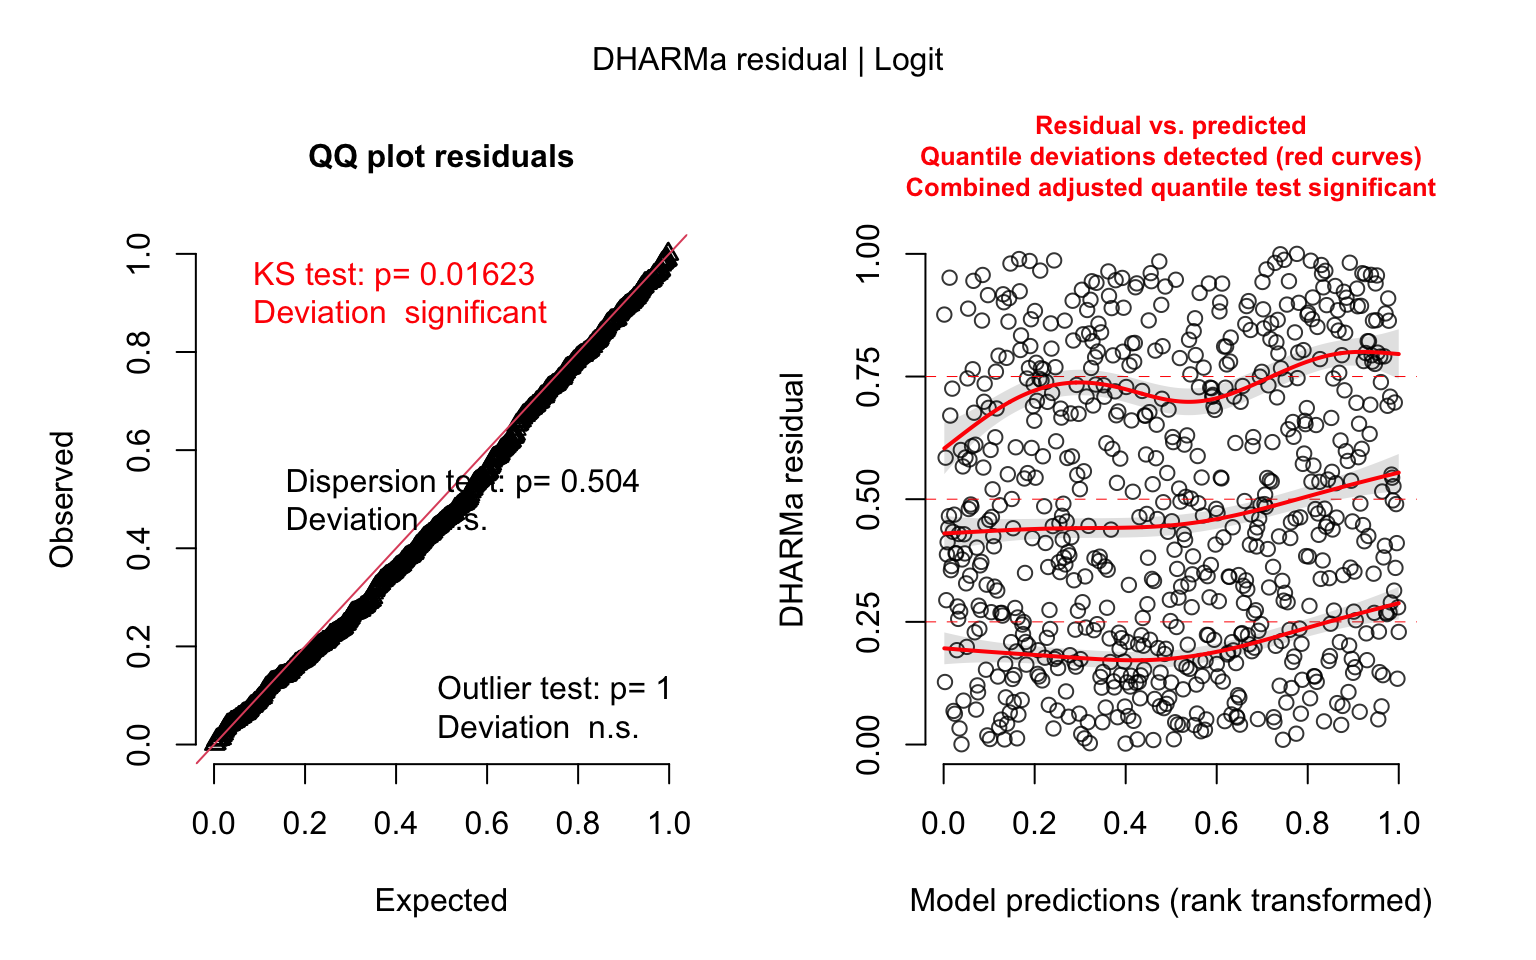 DHARMa residual | Logit
QQ plot residuals
KS test: p= 0.01623
Deviation  significant
Dispersion test: p= 0.504
Deviation  n.s.
Outlier test: p= 1
Deviation  n.s.
Observed
0.0 0.2 0.4 0.6 0.8 1.0
0.0 0.2 0.4 0.6 0.8 1.0
Expected
Residual vs. predicted
Quantile deviations detected (red curves)
Combined adjusted quantile test significant
DHARMa residual
0.00 0.25 0.50 0.75 1.00
0.0 0.2 0.4 0.6 0.8 1.0
Model predictions (rank transformed)